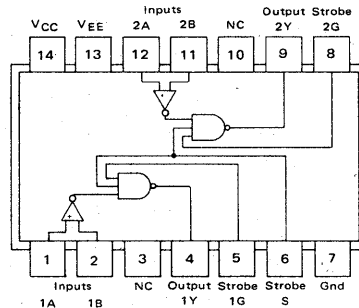 Inputs Output Strobe
VCC VEE 2A 2B NC 2Y 2G
14 13 12 11 10 9 8
1 2 3 4 5 6 7
Inputs NC Output Strobe Strobe Gnd
1A 1B 1Y 1G S